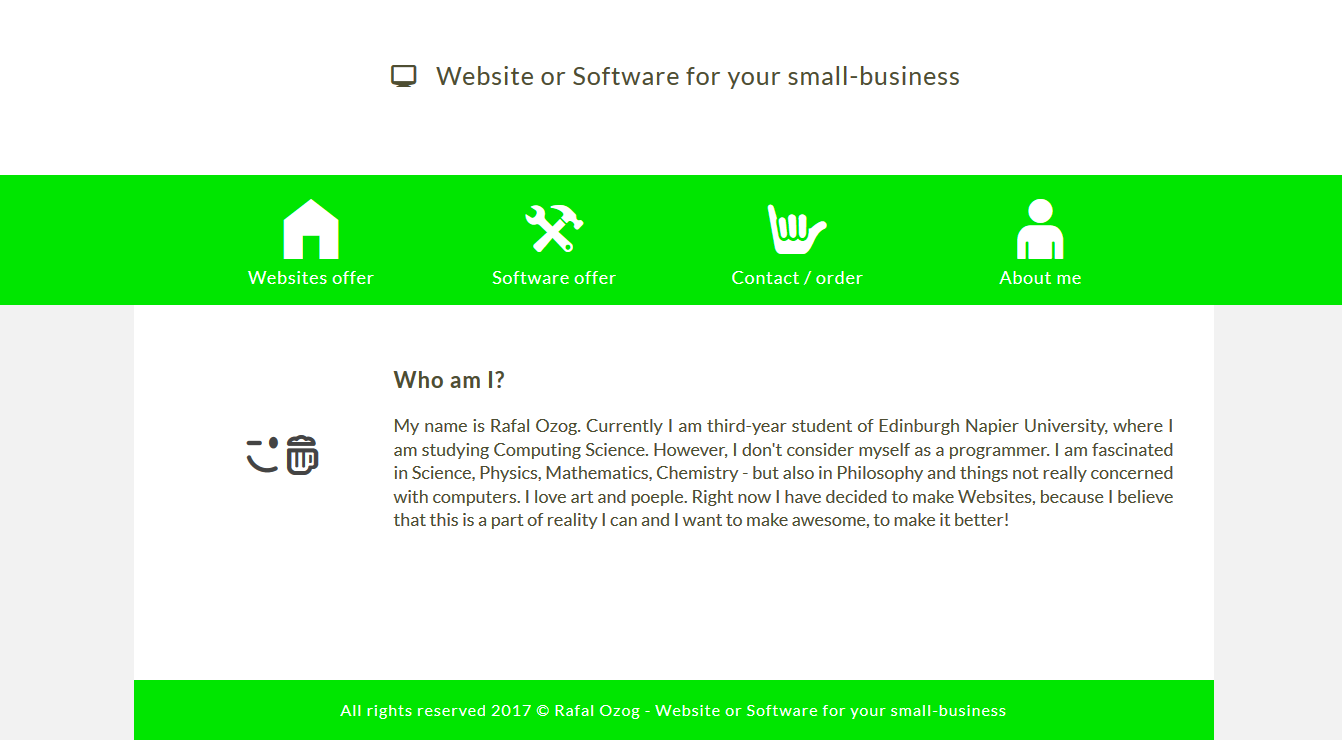 Website or Software for your small-business
Websites offer
Software offer
Contact / order
About me
Who am I?
My name is Rafal Ozog. Currently I am third-year student of Edinburgh Napier University, where I
am studying Computing Science. However, I don't consider myself as a programmer. I am fascinated
in Science, Physics, Mathematics, Chemistry - but also in Philosophy and things not really concerned
with computers. I love art and poeple. Right now I have decided to make Websites, because I believe
that this is a part of reality I can and I want to make awesome, to make it better!
All rights reserved 2017 © Rafal Ozog - Website or Software for your small-business